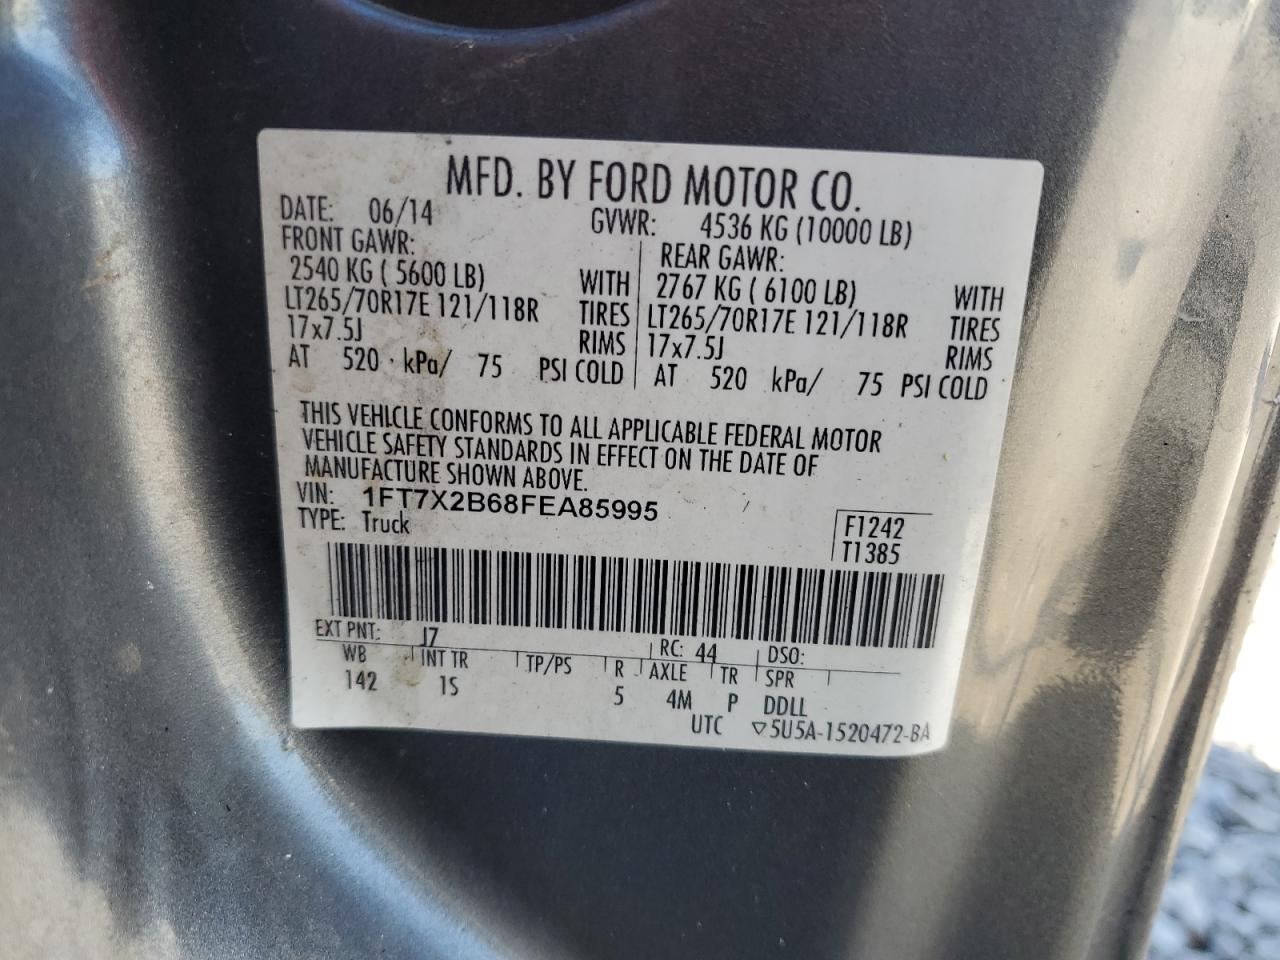 MFD. BY FORD MOTOR CO.
DATE: 06/14 GVWR: 4536 KG (10000 LB)
FRONT GAWR: REAR GAWR:
2540 KG ( 5600 LB) WITH 2767 KG ( 6100 LB) WITH
LT265/70R17E 121/118R TIRES LT265/70R17E 121/118R TIRES
17x7.5J RIMS 17x7.5J RIMS
AT 520 kPa/ 75 PSI COLD AT 520 kPa/ 75 PSI COLD
THIS VEHICLE CONFORMS TO ALL APPLICABLE FEDERAL MOTOR
VEHICLE SAFETY STANDARDS IN EFFECT ON THE DATE OF
MANUFACTURE SHOWN ABOVE.
VIN: 1FT7X2B68FEA85995
TYPE: Truck
F1242
T1385
EXT PNT: J7 RC: 44 DSO:
WB INT TR TP/PS R AXLE TR SPR
142 1S 5 4M P DDLL
UTC ▽5U5A-1520472-BA